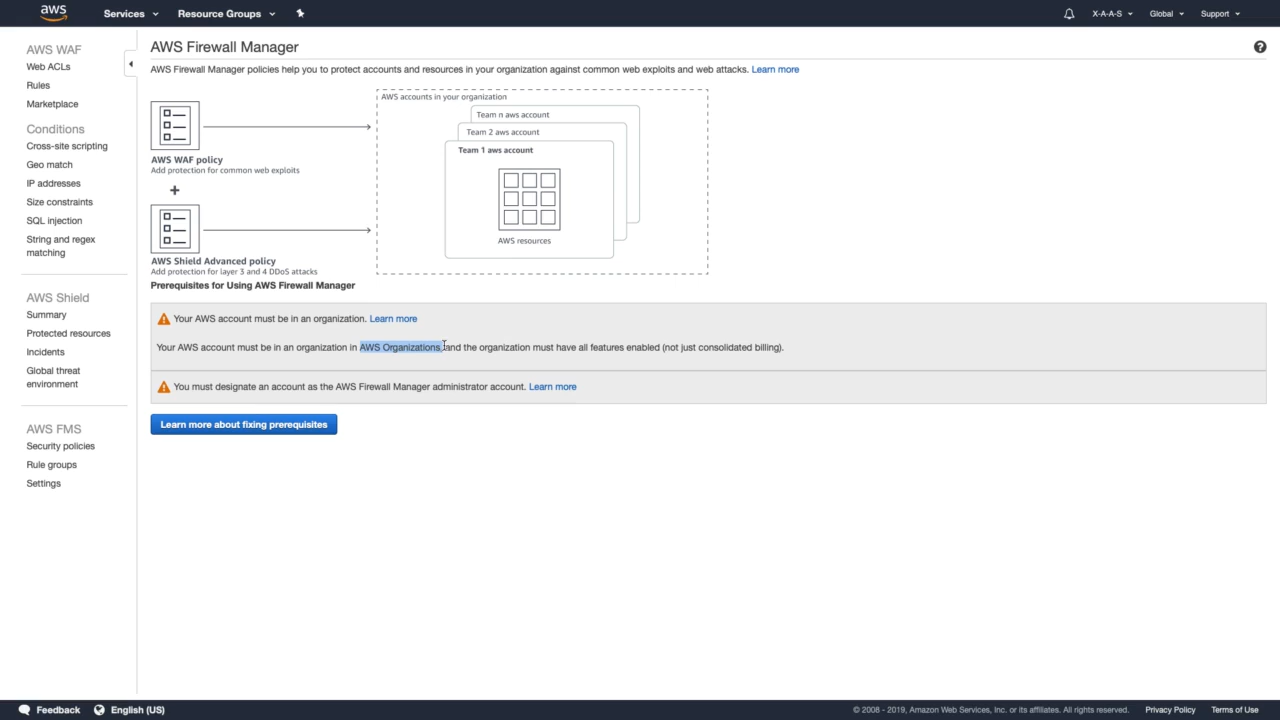 aws Services Resource Groups X-A-A-S Global Support
AWS WAF
Web ACLs
Rules
Marketplace
Conditions
Cross-site scripting
Geo match
IP addresses
Size constraints
SQL injection
String and regex
matching
AWS Shield
Summary
Protected resources
Incidents
Global threat
environment
AWS FMS
Security policies
Rule groups
Settings
AWS Firewall Manager
AWS Firewall Manager policies help you to protect accounts and resources in your organization against common web exploits and web attacks. Learn more
AWS WAF policy
Add protection for common web exploits
+
AWS Shield Advanced policy
Add protection for layer 3 and 4 DDoS attacks
AWS accounts in your organization
Team n aws account
Team 2 aws account
Team 1 aws account
AWS resources
Prerequisites for Using AWS Firewall Manager
Your AWS account must be in an organization. Learn more
Your AWS account must be in an organization in AWS Organizations, and the organization must have all features enabled (not just consolidated billing).
You must designate an account as the AWS Firewall Manager administrator account. Learn more
Learn more about fixing prerequisites
Feedback English (US) © 2008 - 2019, Amazon Web Services, Inc. or its affiliates. All rights reserved. Privacy Policy Terms of Use